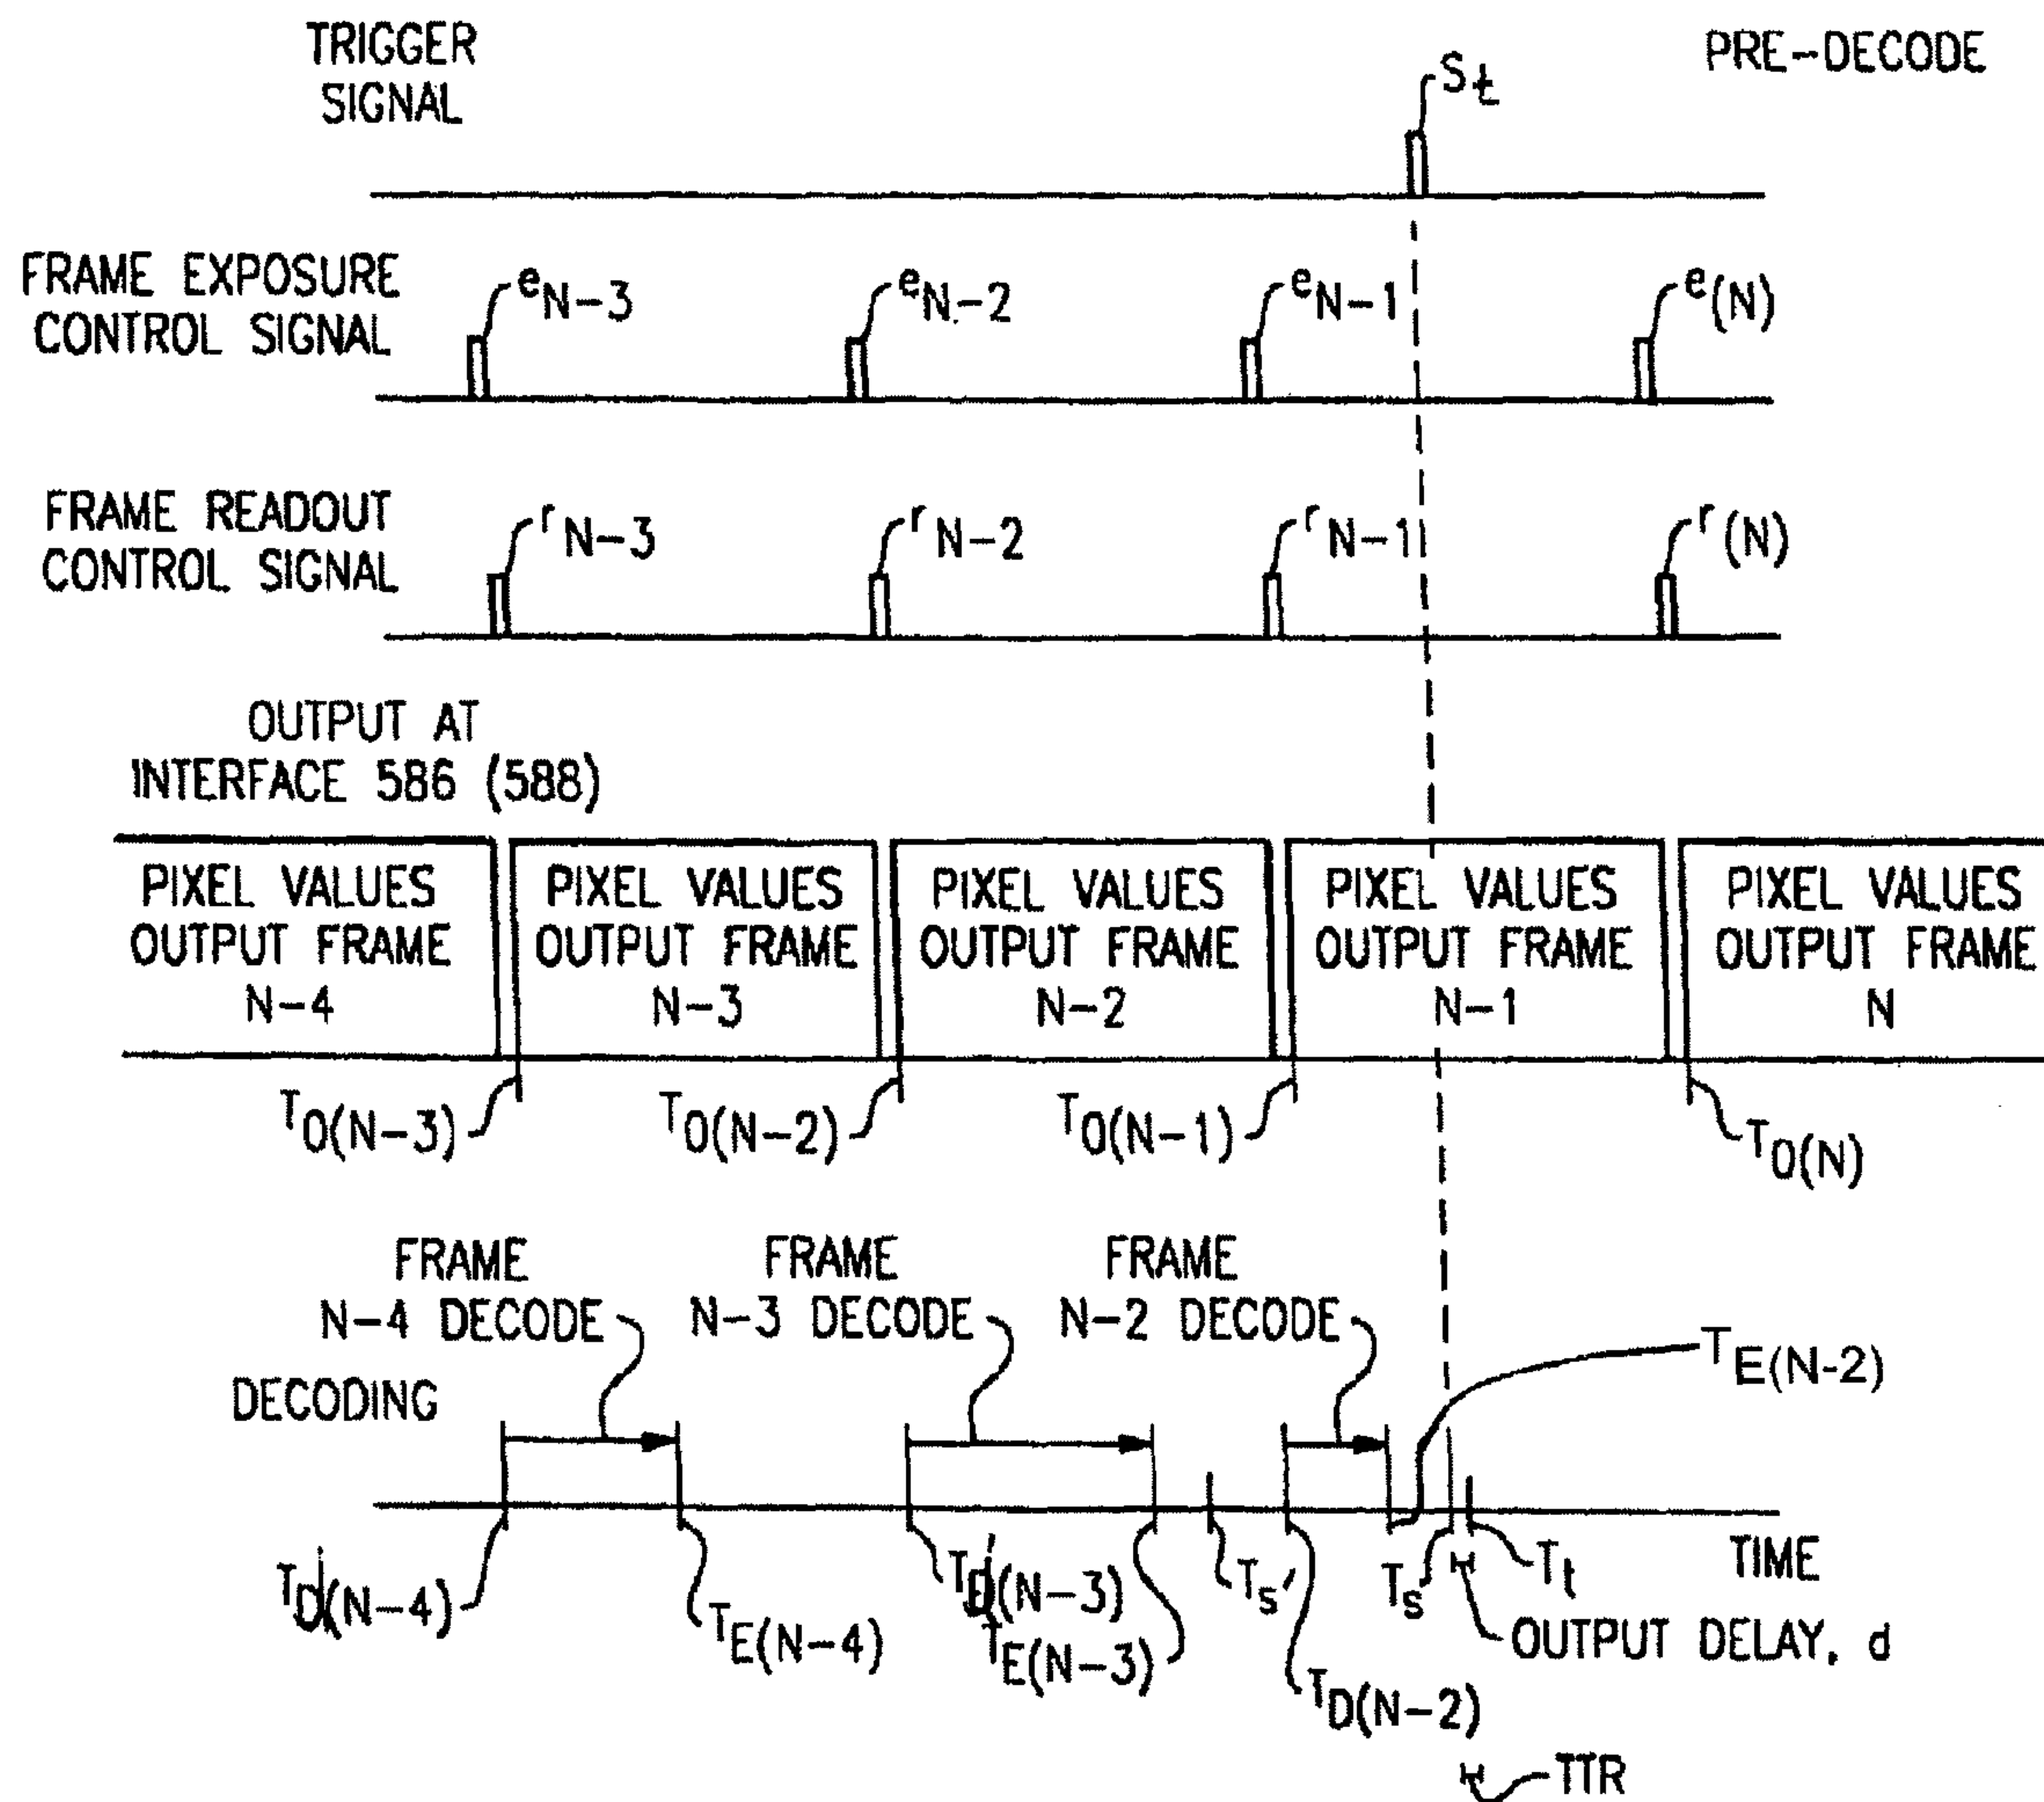 TRIGGER
SIGNAL
PRE-DECODE
St
FRAME EXPOSURE
CONTROL SIGNAL
eN-3
eN-2
eN-1
e(N)
FRAME READOUT
CONTROL SIGNAL
rN-3
rN-2
rN-1
r(N)
OUTPUT AT
INTERFACE 586 (588)
PIXEL VALUES
OUTPUT FRAME
N-4
PIXEL VALUES
OUTPUT FRAME
N-3
PIXEL VALUES
OUTPUT FRAME
N-2
PIXEL VALUES
OUTPUT FRAME
N-1
PIXEL VALUES
OUTPUT FRAME
N
TO(N-3)
TO(N-2)
TO(N-1)
TO(N)
FRAME
N-4 DECODE
FRAME
N-3 DECODE
FRAME
N-2 DECODE
TE(N-2)
DECODING
TD(N-4)
TE(N-4)
TD(N-3)
TE(N-3)
Ts'
TD(N-2)
Ts
Tt
TIME
OUTPUT DELAY, d
TTR